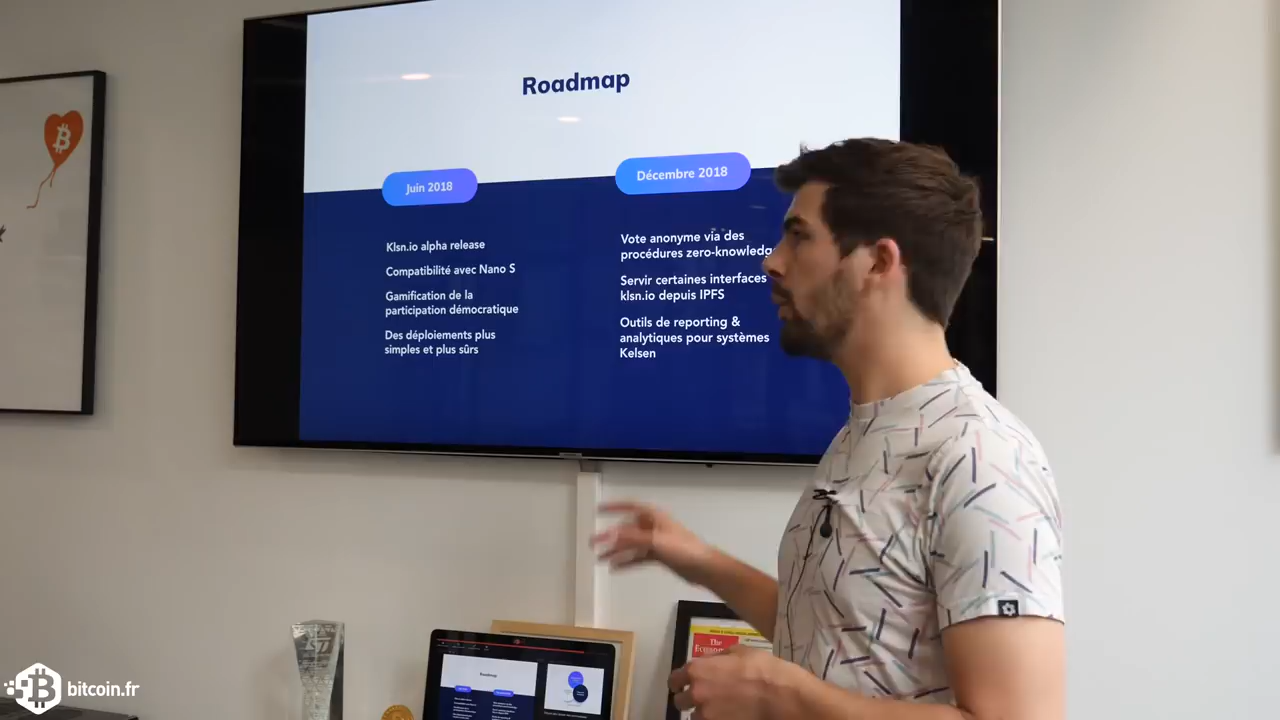 Roadmap
Juin 2018
Klsn.io alpha release
Compatibilité avec Nano S
Gamification de la
participation démocratique
Des déploiements plus
simples et plus sûrs
Décembre 2018
Vote anonyme via des
procédures
Servir certaines interfaces
klsn.io depuis IPFS
Outils de reporting &
analytiques pour systèmes
Kelsen
Roadmap
The
bitcoin.fr